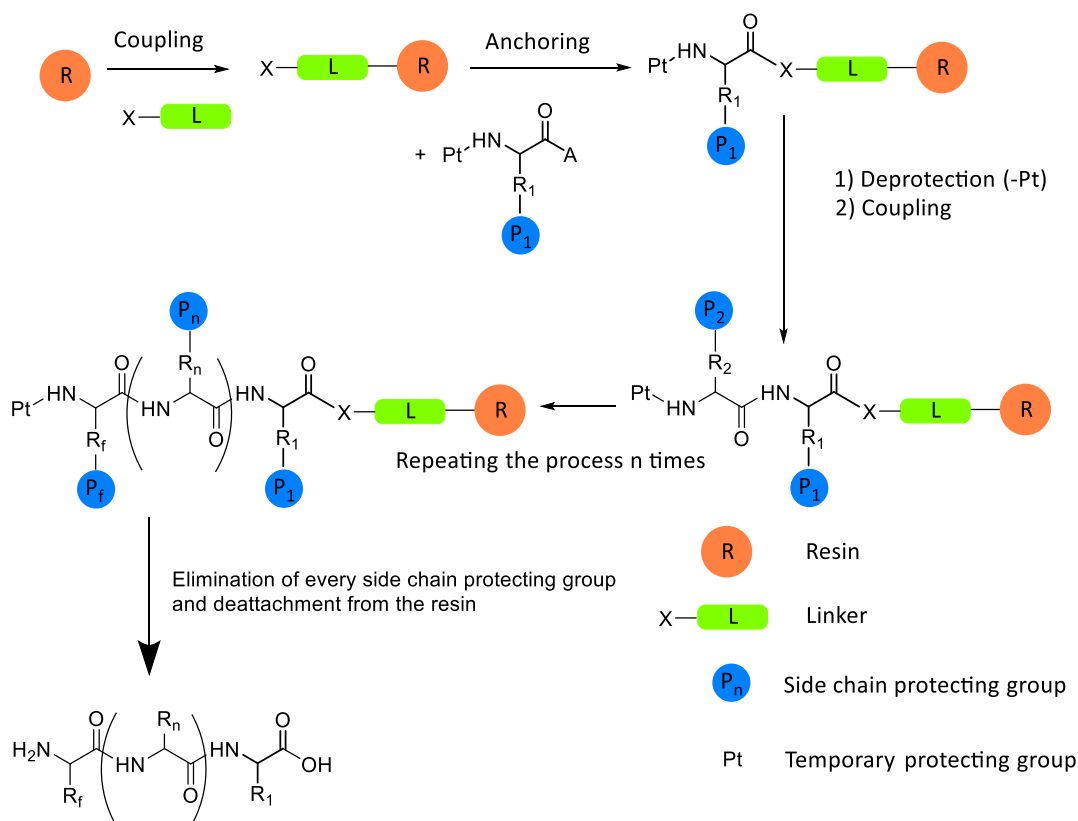 Coupling
R
X
L
X
L
R
Anchoring
+
Pt
HN
O
A
R1
P1
Pt
HN
O
X
L
R
R1
P1
1) Deprotection (-Pt)
2) Coupling
P2
R2
Pt
HN
O
HN
O
X
L
R
R1
P1
Repeating the process n times
Pn
Rn
Pt
HN
O
HN
O
HN
O
X
L
R
Rf
R1
Pf
P1
Elimination of every side chain protecting group
and deattachment from the resin
H2N
O
Rn
HN
O
HN
O
OH
Rf
R1
R
Resin
X
L
Linker
Pn
Side chain protecting group
Pt
Temporary protecting group